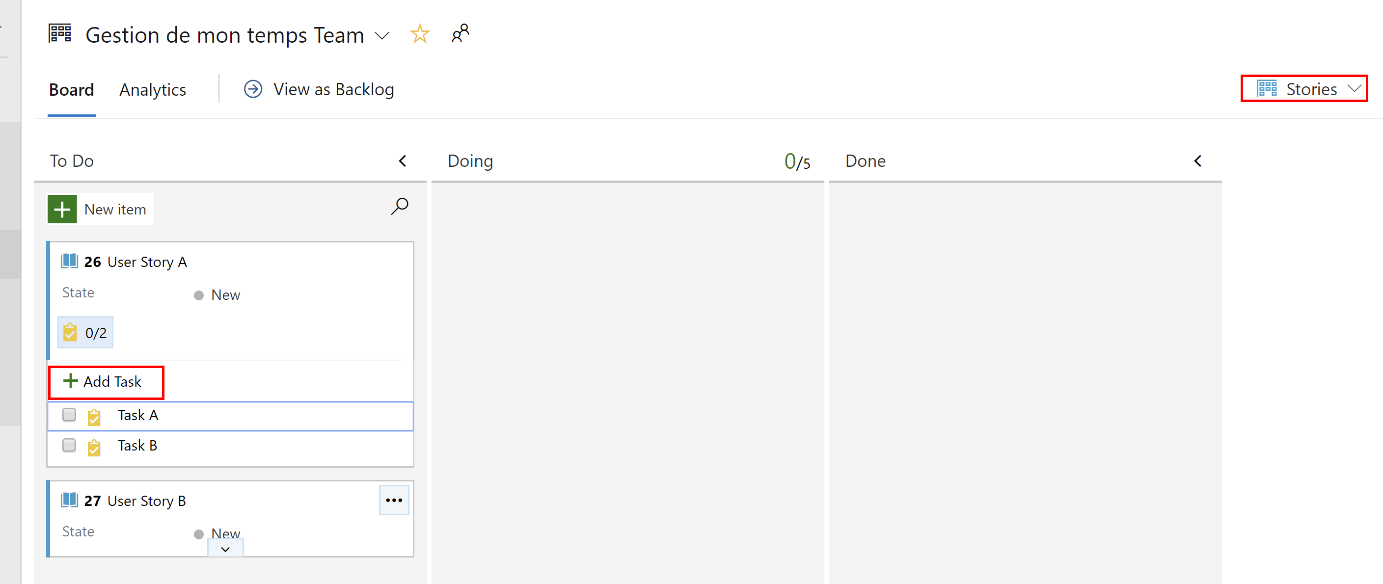 Gestion de mon temps Team
Board Analytics View as Backlog Stories
To Do Doing 0/5 Done
New item
26 User Story A
State New
0/2
Add Task
Task A
Task B
27 User Story B
State New